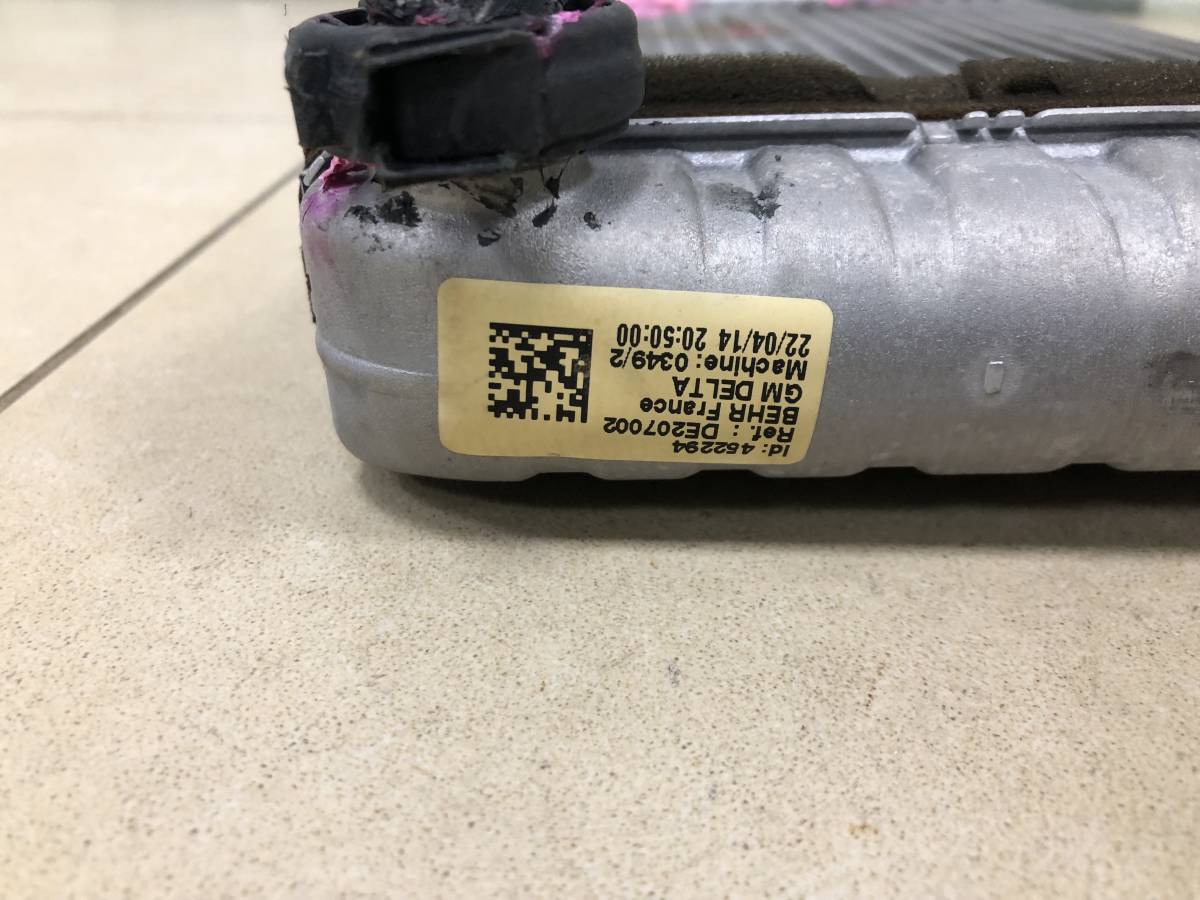 Id: 452294
Ref. : DE207002
BEHR France
GM DELTA
Machine: 0349/2
22/04/14 20:50:00